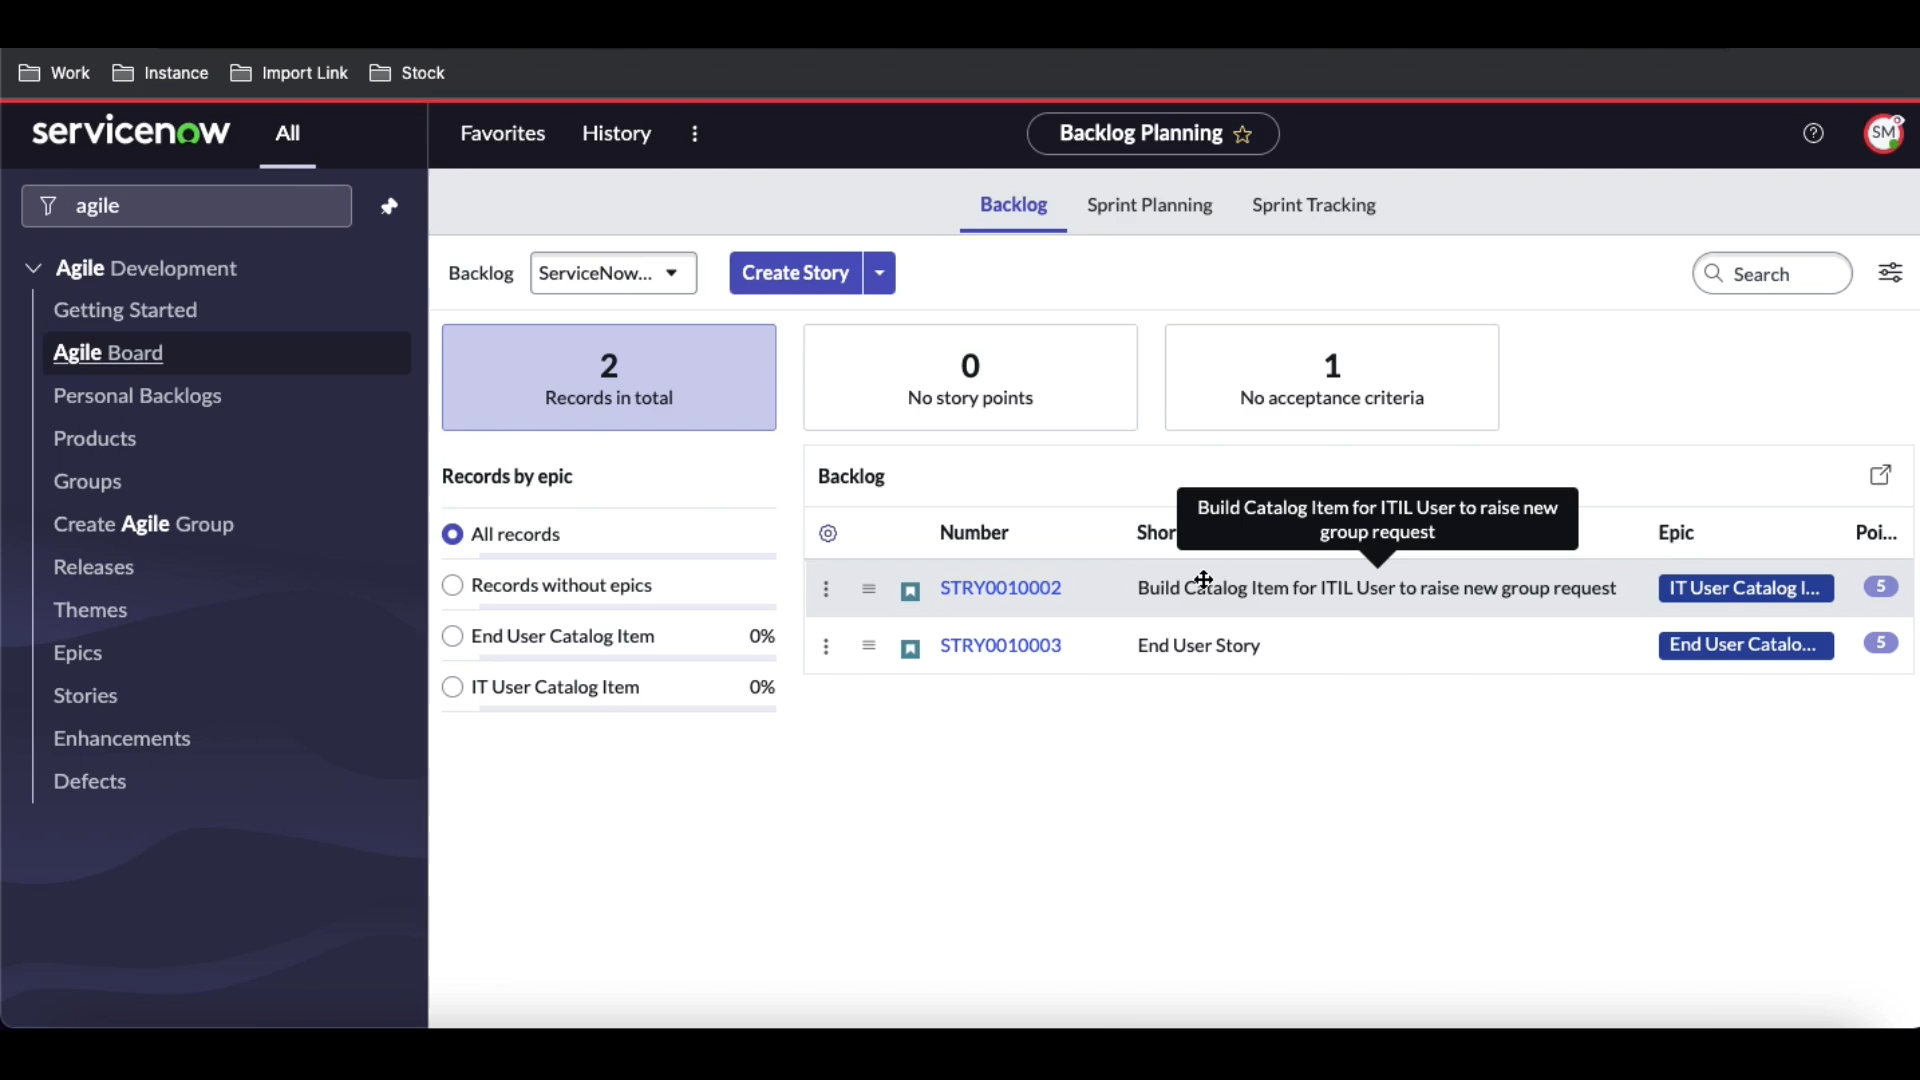 Work Instance Import Link Stock
servicenow All Favorites History Backlog Planning SM
agile
Backlog Sprint Planning Sprint Tracking
Agile Development
Getting Started
Agile Board
Personal Backlogs
Products
Groups
Create Agile Group
Releases
Themes
Epics
Stories
Enhancements
Defects
Backlog ServiceNow... Create Story Search
2
Records in total
0
No story points
1
No acceptance criteria
Records by epic
All records
Records without epics
End User Catalog Item 0%
IT User Catalog Item 0%
Backlog
Build Catalog Item for ITIL User to raise new
group request
Number Shor Epic Poi...
STRY0010002 Build Catalog Item for ITIL User to raise new group request IT User Catalog I... 5
STRY0010003 End User Story End User Catalo... 5